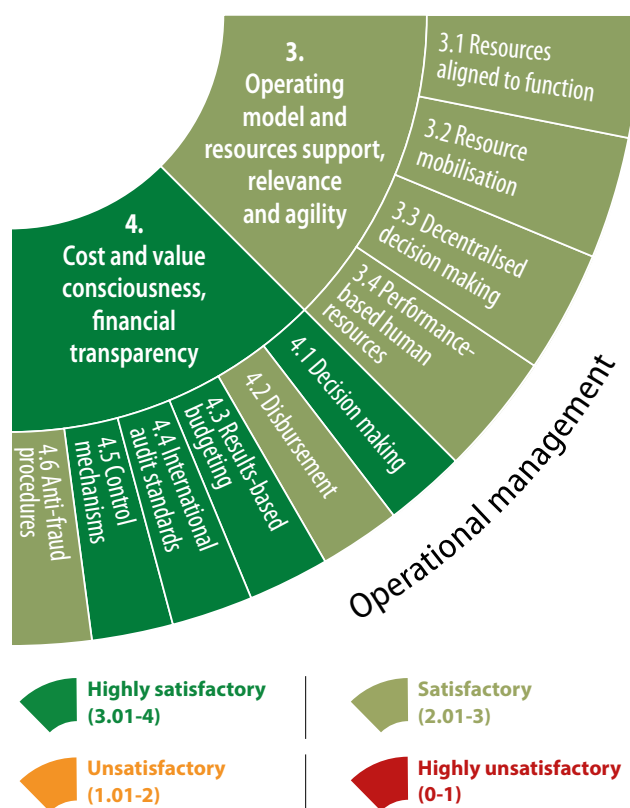 3.
Operating
model and
resources support,
relevance
and agility
3.1 Resources
aligned to function
3.2 Resource
mobilisation
3.3 Decentralised
decision making
3.4 Performance-
based human
resources
4.
Cost and value
consciousness,
financial
transparency
4.1 Decision making
4.2 Disbursement
4.3 Results-based
budgeting
4.4 International
audit standards
4.5 Control
mechanisms
4.6 Anti-fraud
procedures
Operational management
Highly satisfactory
(3.01-4)
Satisfactory
(2.01-3)
Unsatisfactory
(1.01-2)
Highly unsatisfactory
(0-1)